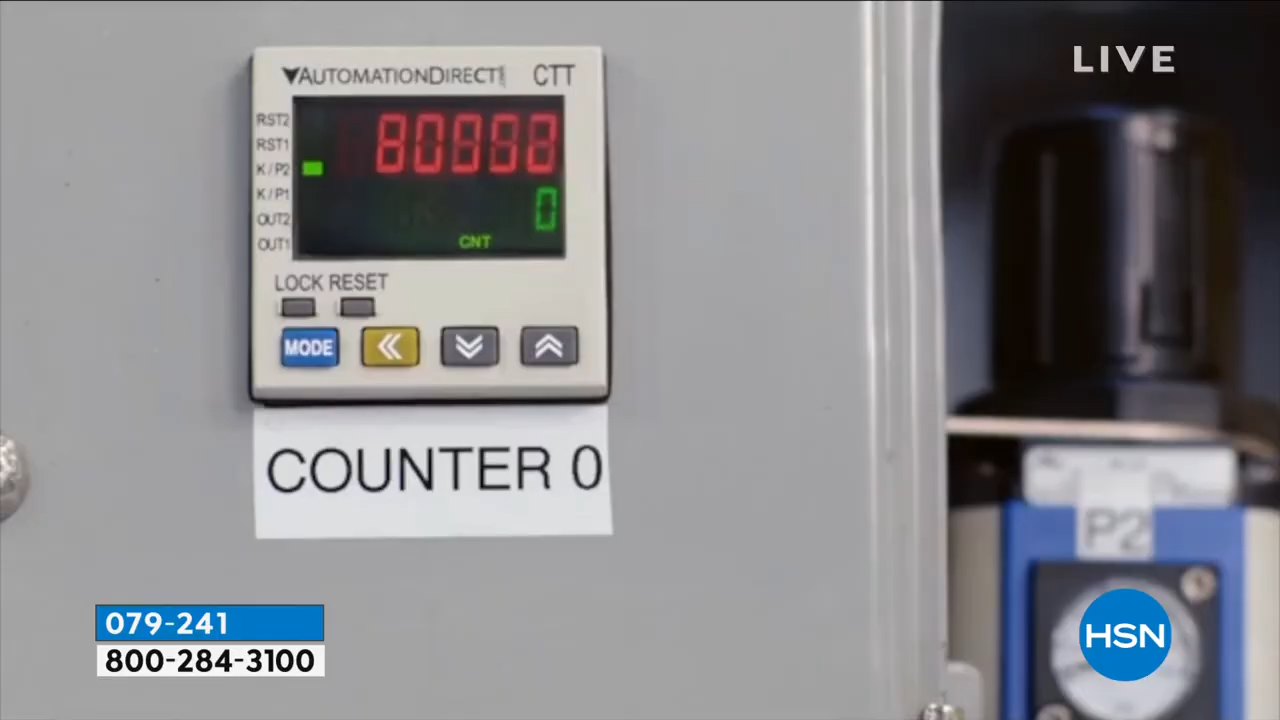 LIVE
AUTOMATIONDIRECT CTT
RST2
RST1
K/P2
K/P1
OUT2
OUT1
0
CNT
LOCK RESET
MODE
COUNTER 0
P2
079-241
800-284-3100
HSN